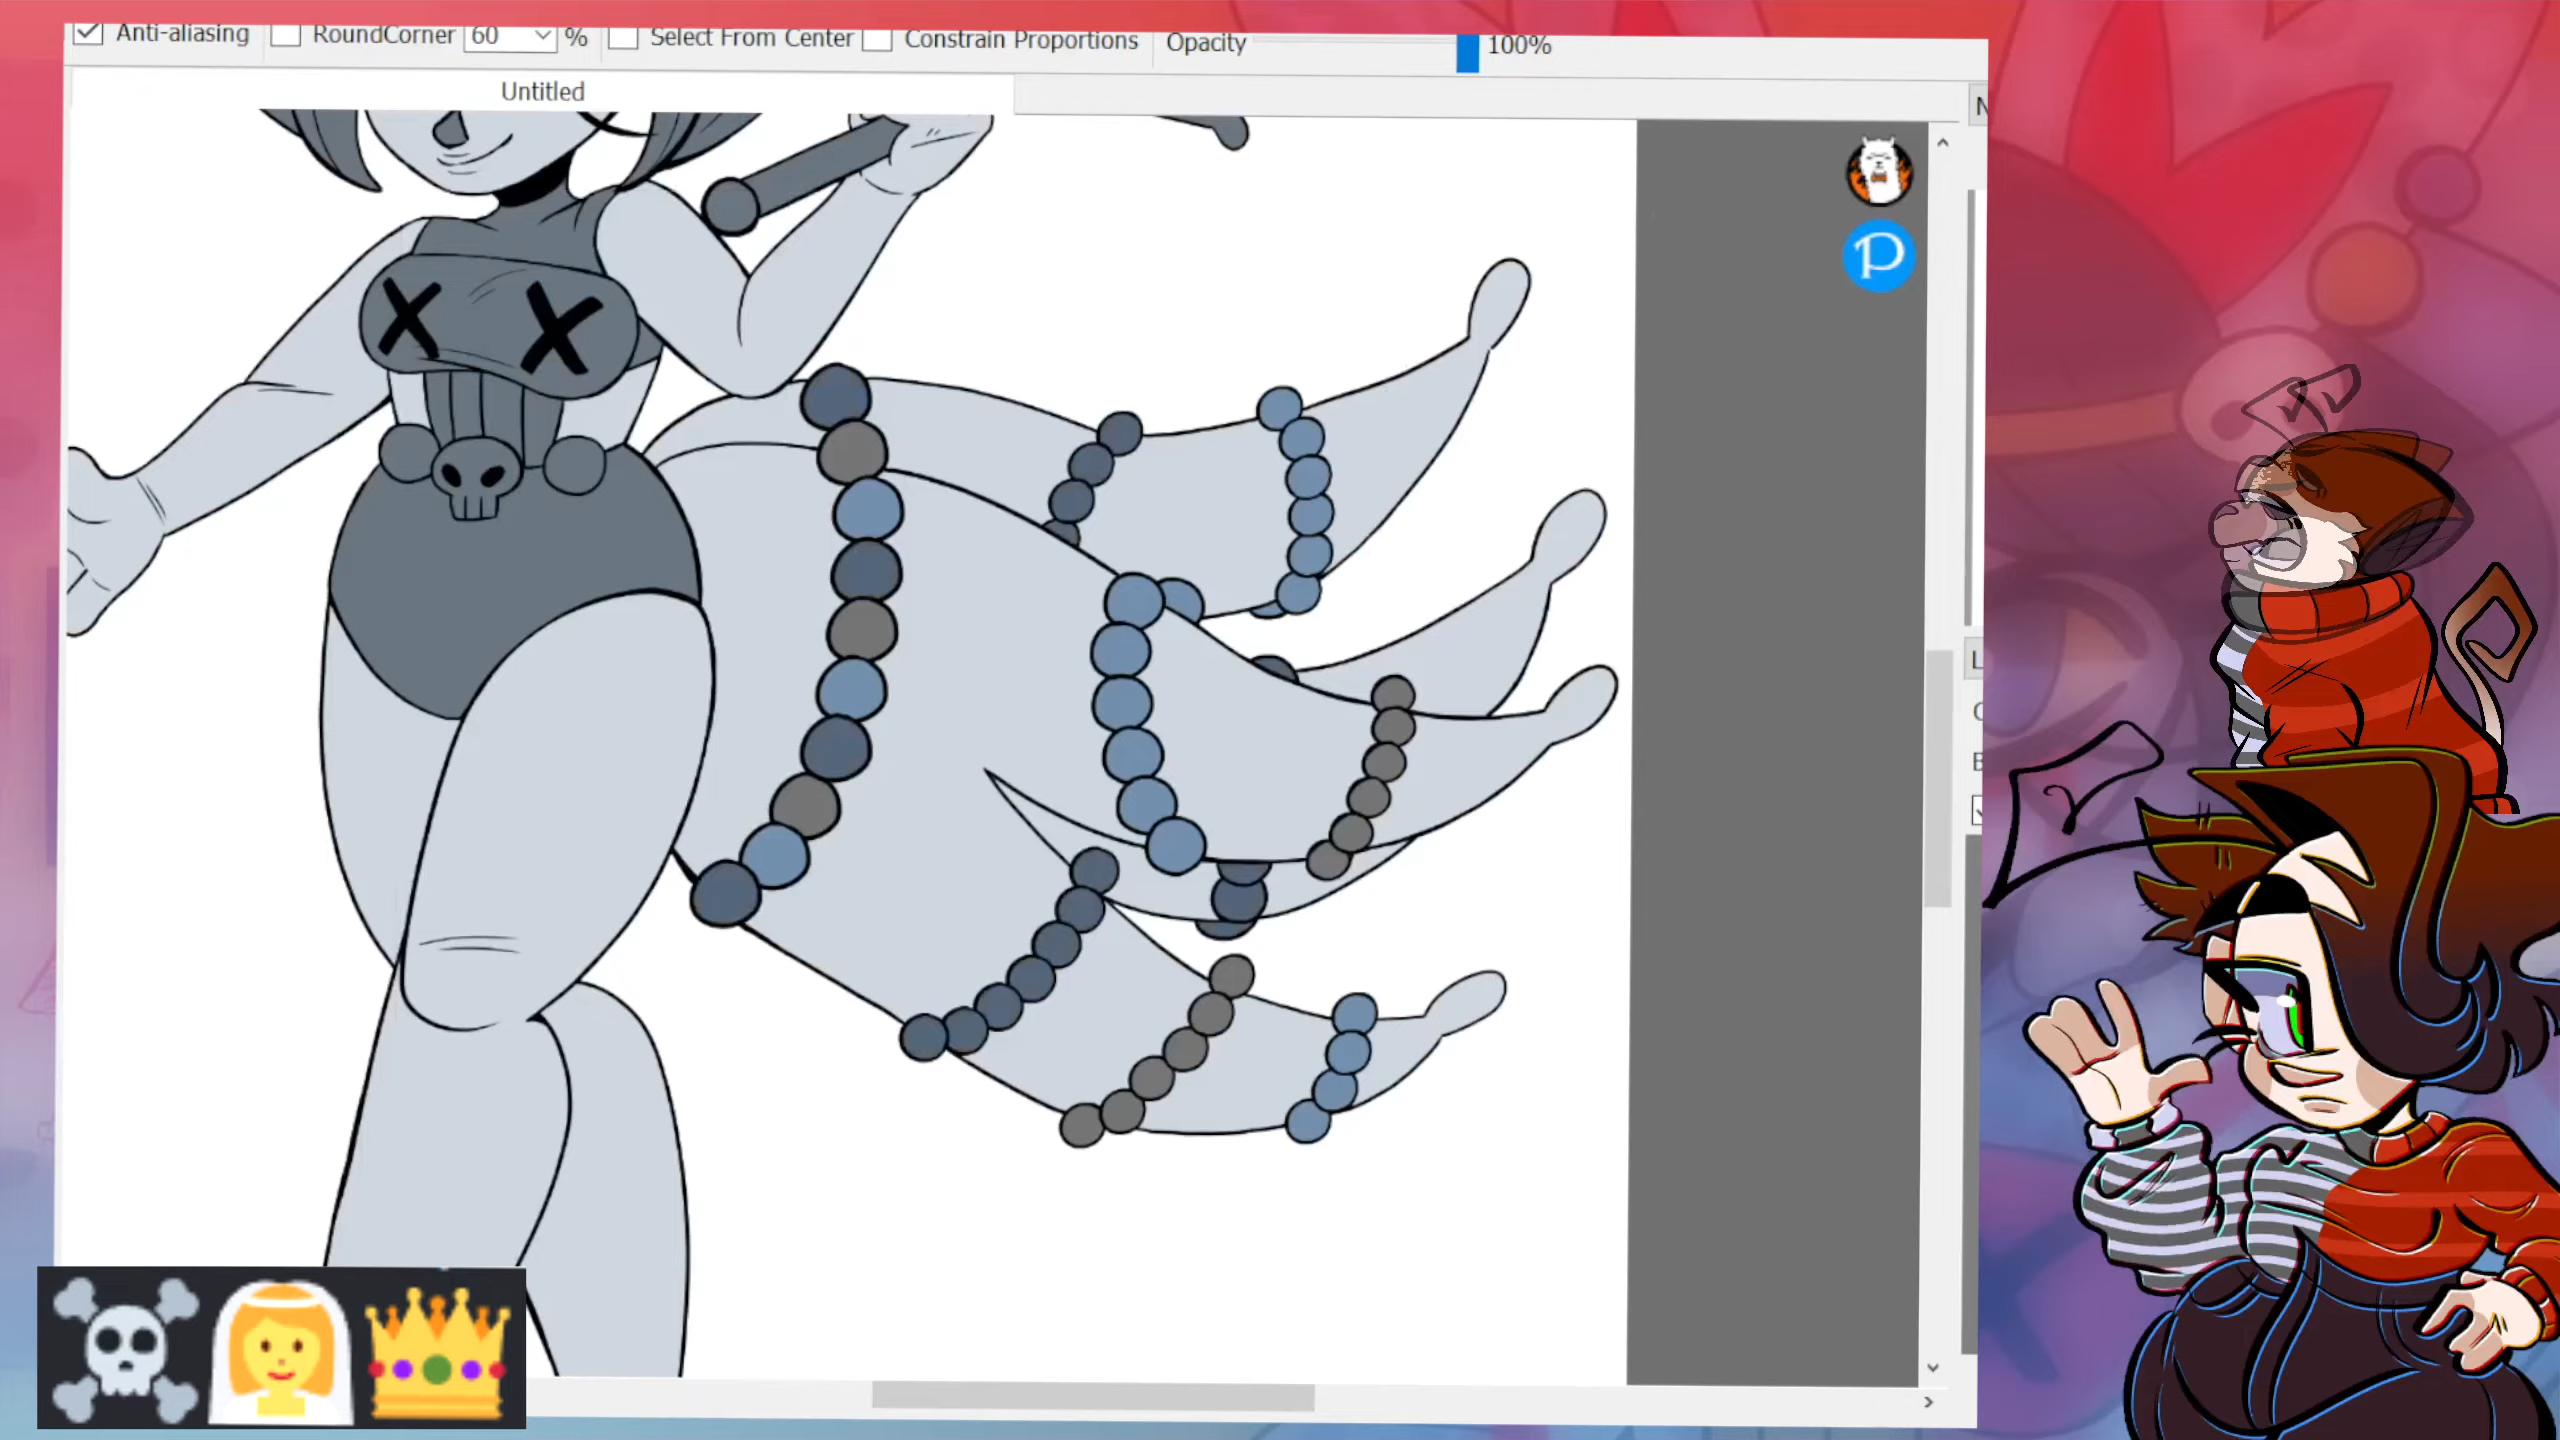 Anti-aliasing RoundCorner 60 % Select From Center Constrain Proportions Opacity 100%
Untitled
P